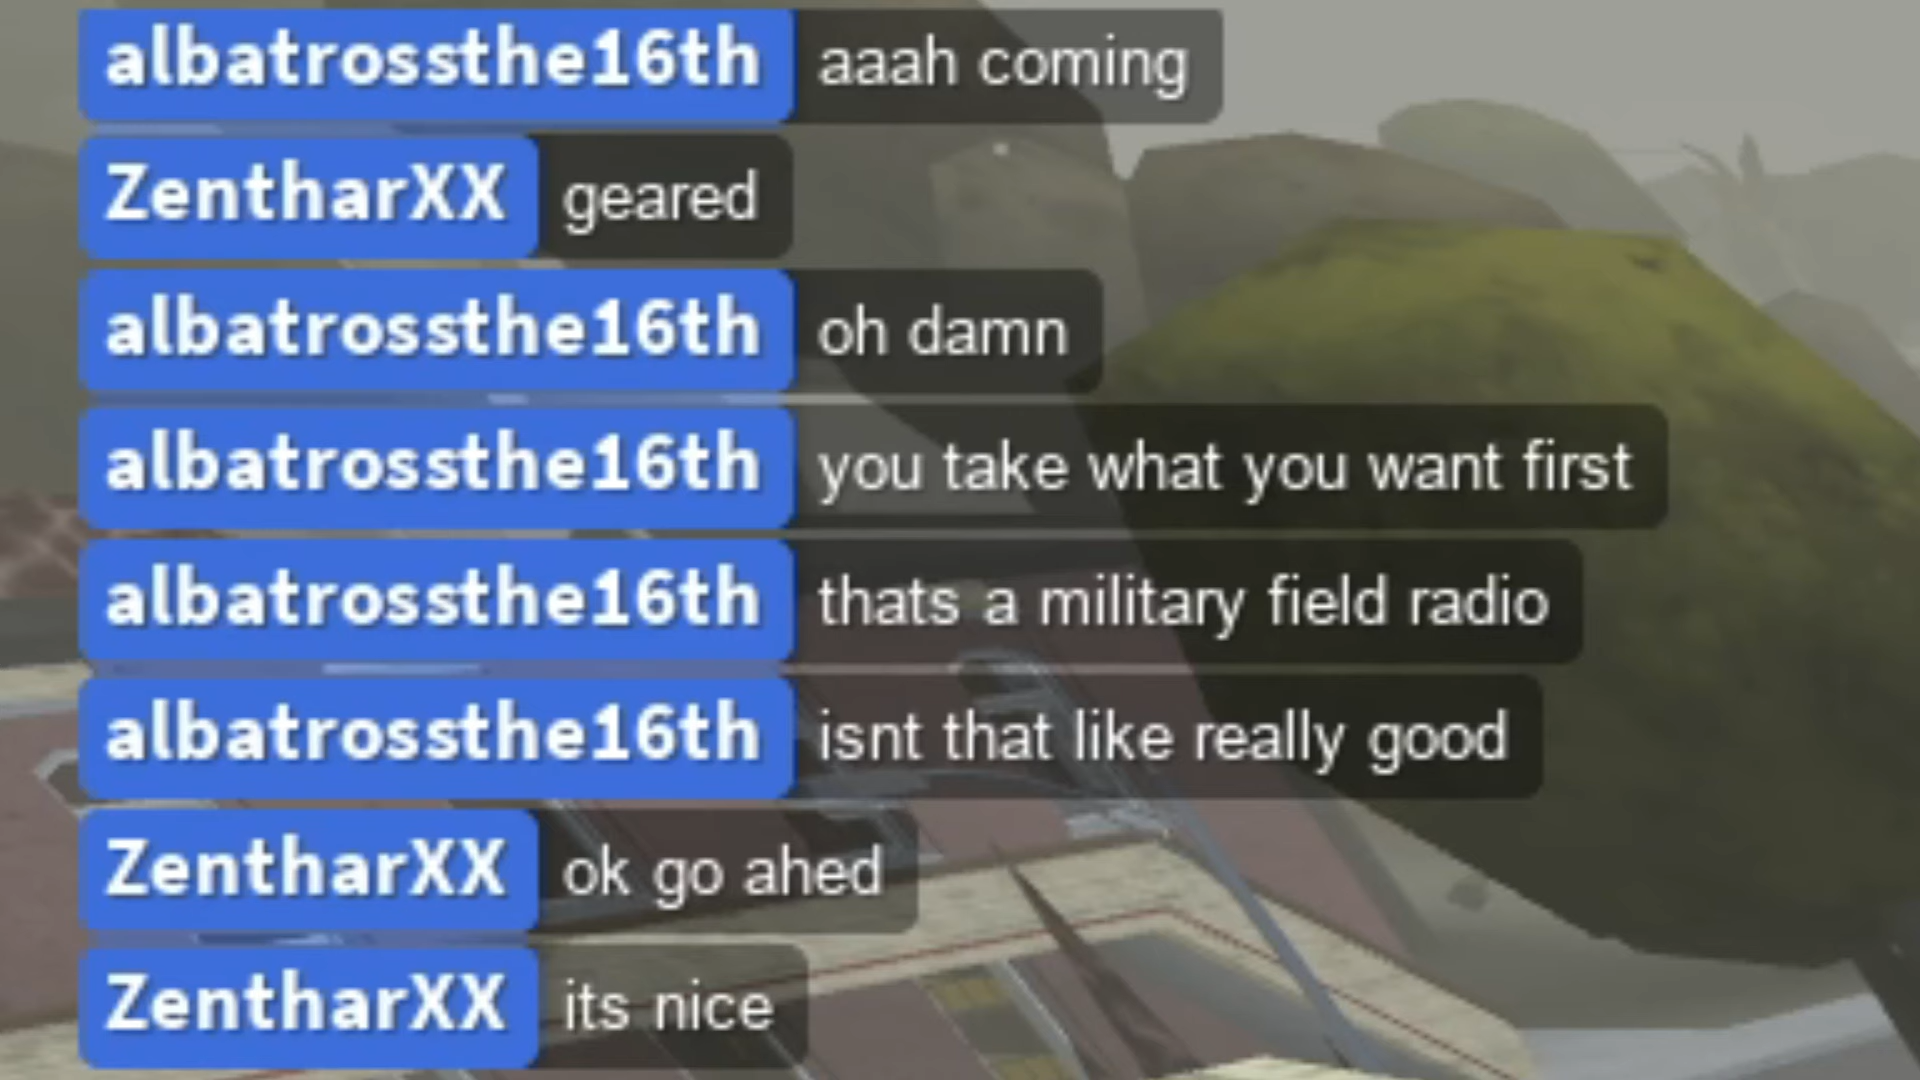 albatrossthe16th aaah coming
ZentharXX geared
albatrossthe16th oh damn
albatrossthe16th you take what you want first
albatrossthe16th thats a military field radio
albatrossthe16th isnt that like really good
ZentharXX ok go ahed
ZentharXX its nice